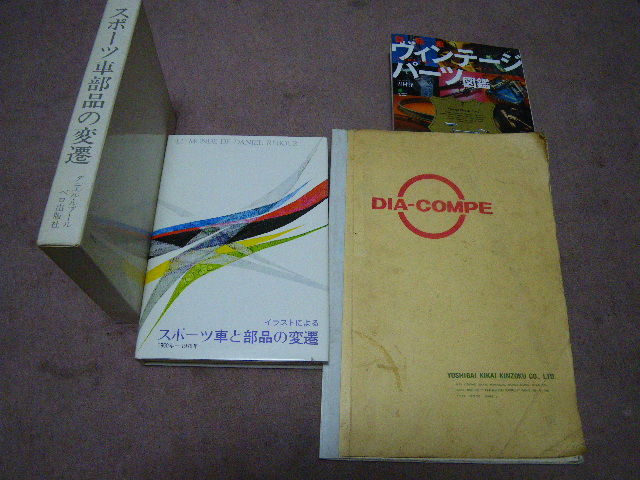 スポーツ車部品の変遷
ダニエル・ルブール
ベロ出版社
LE MONDE DE DANIEL REBOUR
イラストによる
スポーツ車と部品の変遷
ヴィンテージ
パーツ図鑑
DIA-COMPE
YOSHIGAI KIKAI KINZOKU CO., LTD.